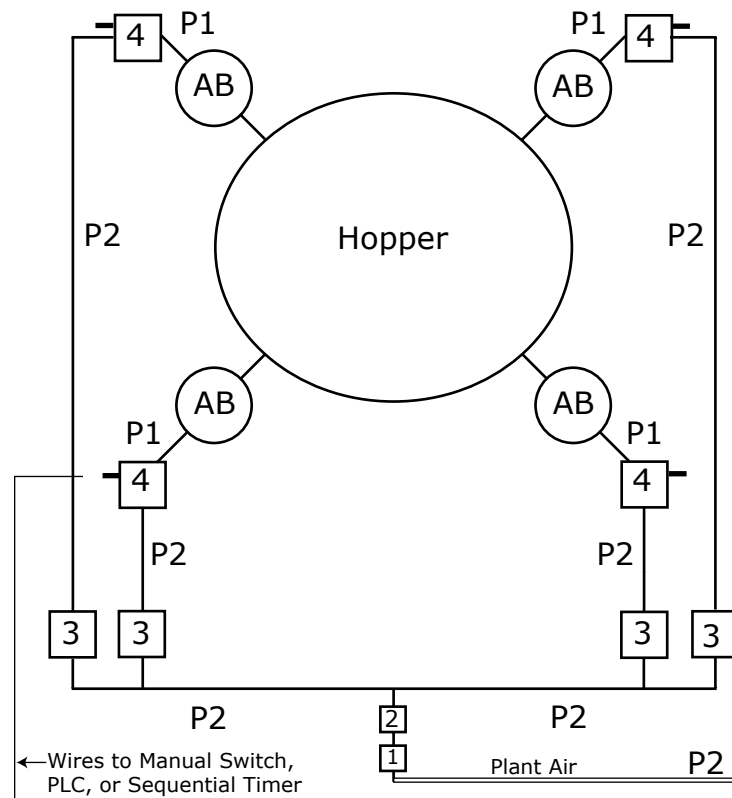 4 P1 P1 4
AB AB
P2 Hopper P2
AB AB
P1 P1
4 4
P2 P2
3 3 3 3
P2 2 P2
Wires to Manual Switch, 1 Plant Air P2
PLC, or Sequential Timer